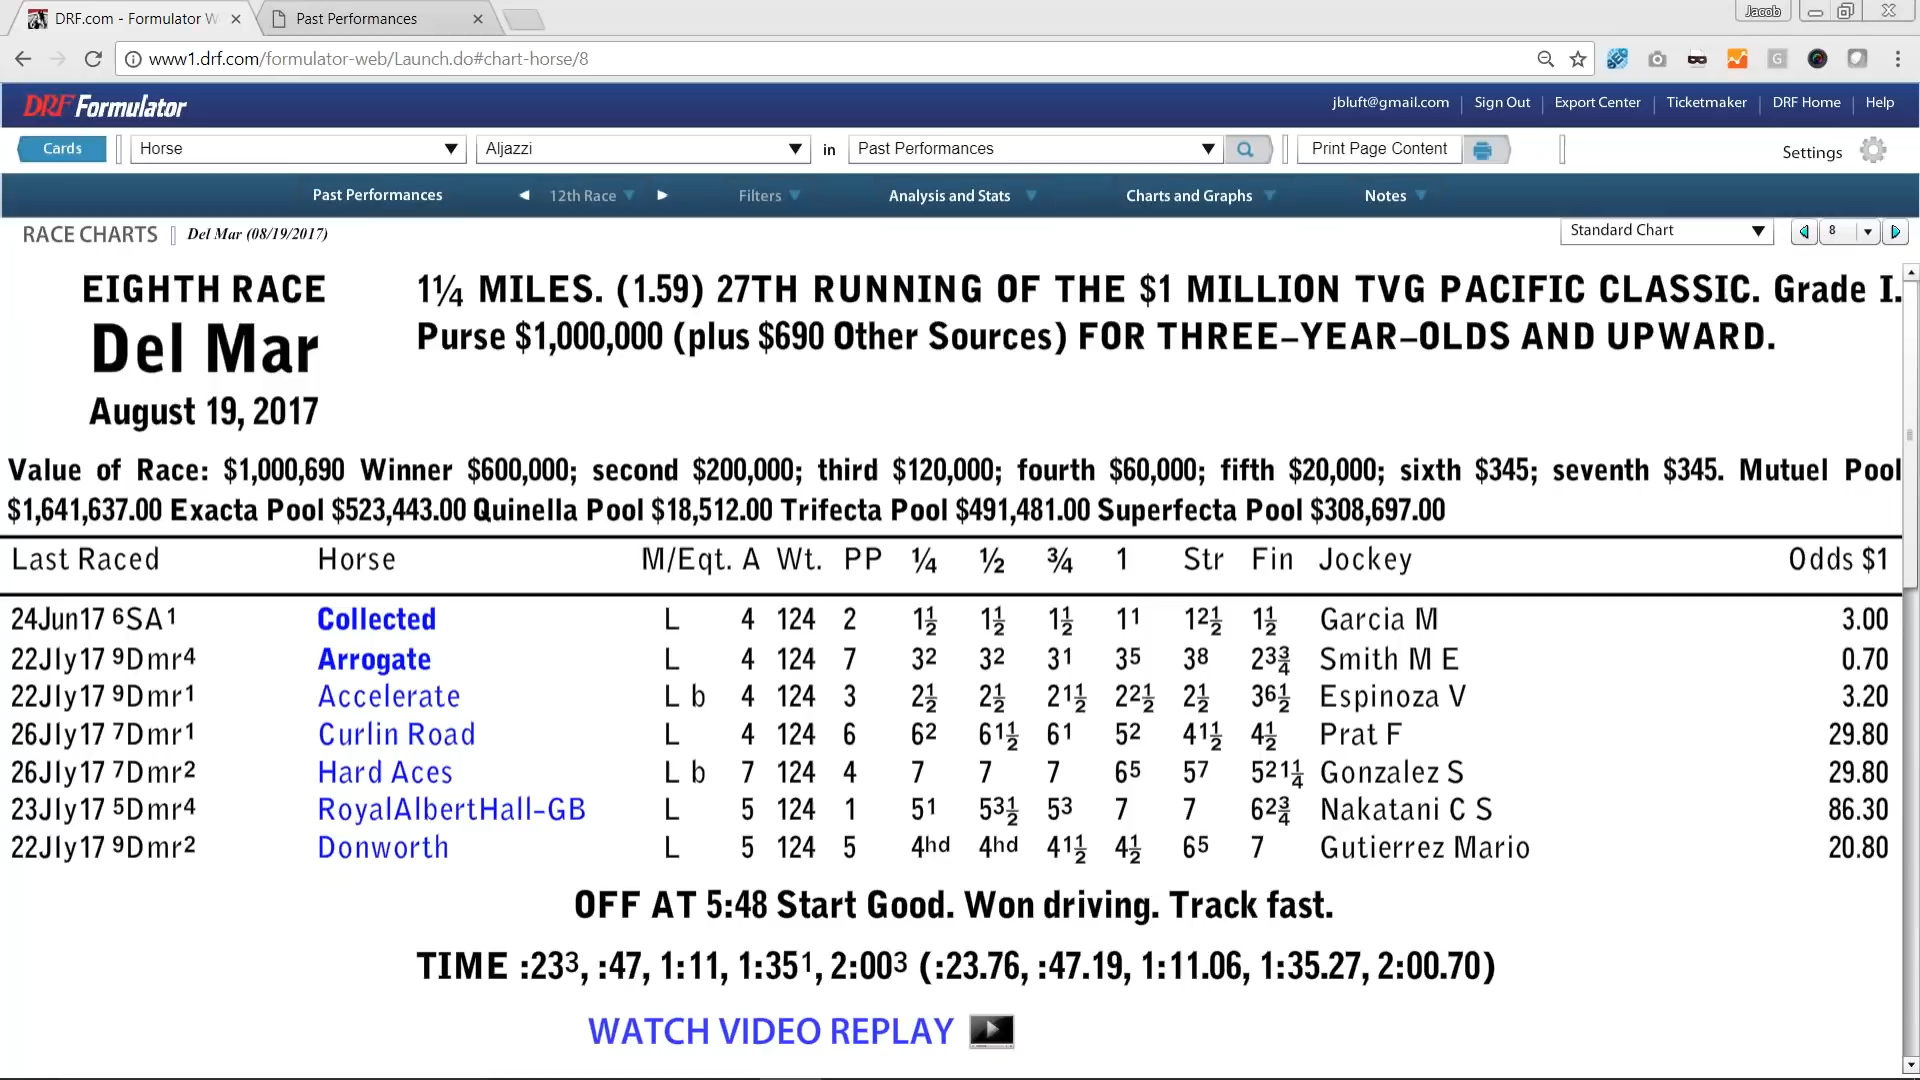 DRF.com - Formulator W
Past Performances
Jacob
www1.drf.com/formulator-web/Launch.do#chart-horse/8
DRF Formulator
jbluft@gmail.com Sign Out Export Center Ticketmaker DRF Home Help
Cards Horse Aljazzi in Past Performances Print Page Content Settings
Past Performances 12th Race Filters Analysis and Stats Charts and Graphs Notes
RACE CHARTS Del Mar (08/19/2017) Standard Chart 8
EIGHTH RACE
Del Mar
August 19, 2017
1¼ MILES. (1.59) 27TH RUNNING OF THE $1 MILLION TVG PACIFIC CLASSIC. Grade I.
Purse $1,000,000 (plus $690 Other Sources) FOR THREE-YEAR-OLDS AND UPWARD.
Value of Race: $1,000,690 Winner $600,000; second $200,000; third $120,000; fourth $60,000; fifth $20,000; sixth $345; seventh $345. Mutuel Pool
$1,641,637.00 Exacta Pool $523,443.00 Quinella Pool $18,512.00 Trifecta Pool $491,481.00 Superfecta Pool $308,697.00
Last Raced Horse M/Eqt. A Wt. PP ¼ ½ ¾ 1 Str Fin Jockey Odds $1
24Jun17 6SA1 Collected L 4 124 2 1½ 1½ 1½ 11 12½ 1½ Garcia M 3.00
22Jly17 9Dmr4 Arrogate L 4 124 7 32 32 31 35 38 23¾ Smith M E 0.70
22Jly17 9Dmr1 Accelerate L b 4 124 3 2½ 2½ 21½ 22½ 2½ 36½ Espinoza V 3.20
26Jly17 7Dmr1 Curlin Road L 4 124 6 62 61½ 61 52 41½ 4½ Prat F 29.80
26Jly17 7Dmr2 Hard Aces L b 7 124 4 7 7 7 65 57 521¼ Gonzalez S 29.80
23Jly17 5Dmr4 RoyalAlbertHall-GB L 5 124 1 51 53½ 53 7 7 62¾ Nakatani C S 86.30
22Jly17 9Dmr2 Donworth L 5 124 5 4hd 4hd 41½ 4½ 65 7 Gutierrez Mario 20.80
OFF AT 5:48 Start Good. Won driving. Track fast.
TIME :233, :47, 1:11, 1:351, 2:003 (:23.76, :47.19, 1:11.06, 1:35.27, 2:00.70)
WATCH VIDEO REPLAY